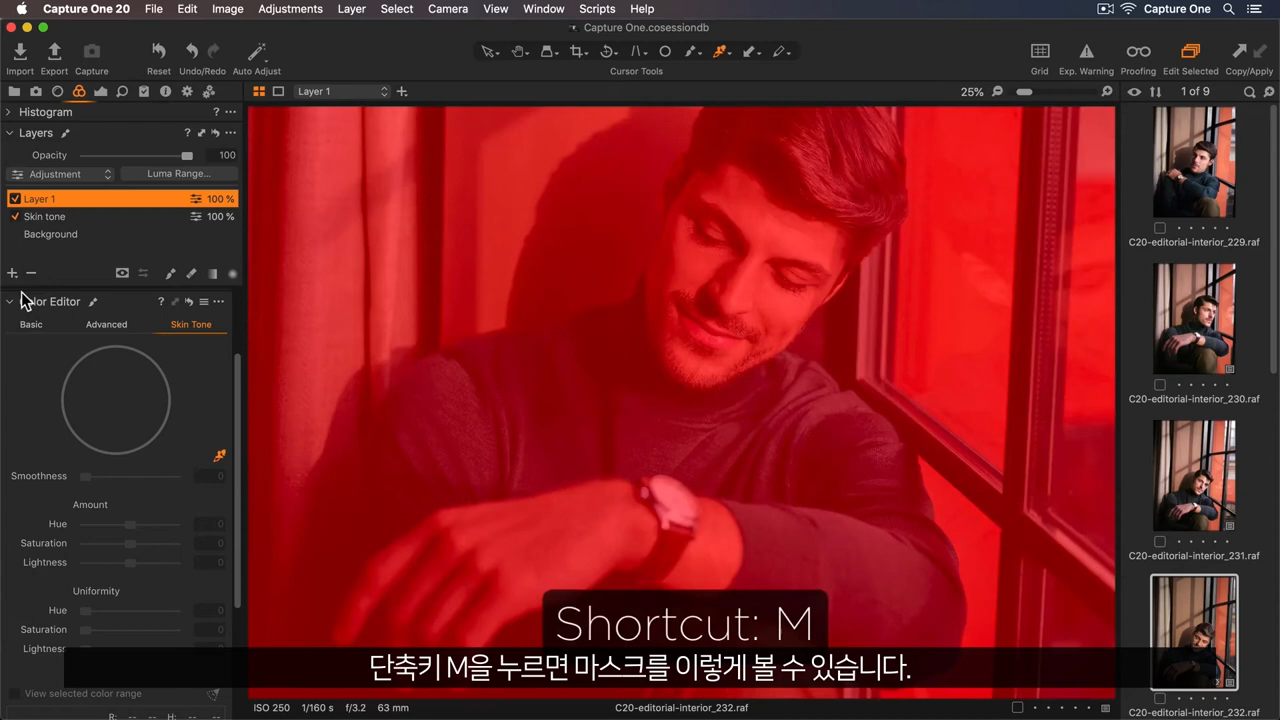 Capture One 20 File Edit Image Adjustments Layer Select Camera View Window Scripts Help Capture One
Capture One.cosessiondb
Import Export Capture Reset Undo/Redo Auto Adjust Cursor Tools Grid Exp. Warning Proofing Edit Selected Copy/Apply
Layer 1 25% 1 of 9
Histogram ? ...
Layers ? ...
Opacity 100
Adjustment Luma Range...
Layer 1 100 %
Skin tone 100 %
Background
Color Editor ? ...
Basic Advanced Skin Tone
Smoothness 0
Amount
Hue 0
Saturation 0
Lightness 0
Uniformity
Hue 0
Saturation 0
Lightness
View selected color range
R: -- -- H: -- --
C20-editorial-interior_229.raf
C20-editorial-interior_230.raf
C20-editorial-interior_231.raf
C20-editorial-interior_232.raf
Shortcut: M
단축키 M을 누르면 마스크를 이렇게 볼 수 있습니다.
ISO 250 1/160 s f/3.2 63 mm C20-editorial-interior_232.raf